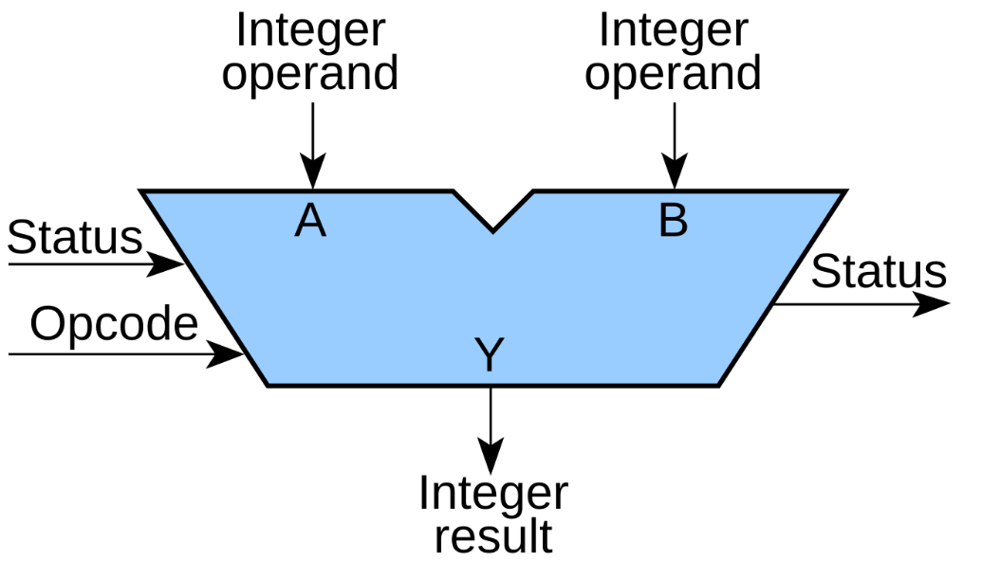 Integer
operand
Integer
operand
A
B
Status
Status
Opcode
Y
Integer
result